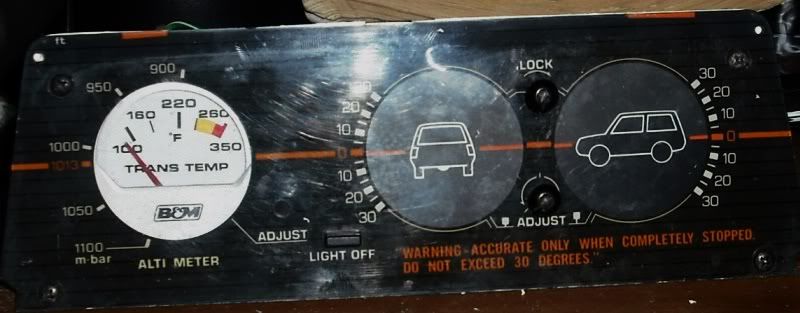 ft
900
950
1000
1013
1050
1100
m·bar
ALTI METER
160
220
260
°F
100
350
TRANS TEMP
B&M
ADJUST
LIGHT OFF
20
10
0
10
20
30
LOCK
ADJUST
30
20
10
0
10
20
30
WARNING-ACCURATE ONLY WHEN COMPLETELY STOPPED.
DO NOT EXCEED 30 DEGREES."